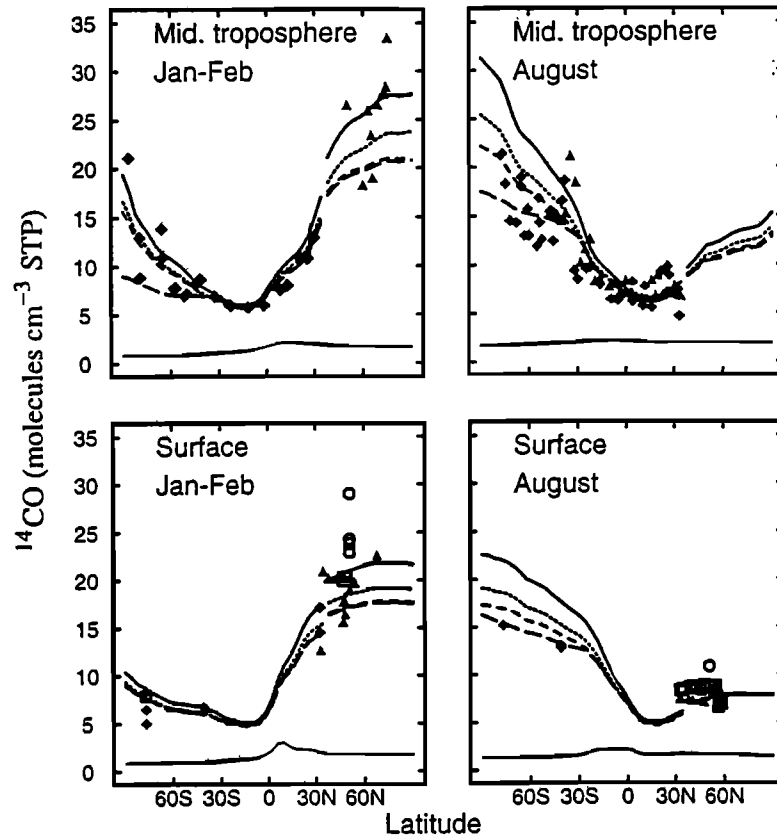 Mid. troposphere
Jan-Feb
Mid. troposphere
August
35
30
25
20
15
10
5
0
Surface
Jan-Feb
Surface
August
35
30
25
20
15
10
5
0
60S 30S 0 30N 60N
60S 30S 0 30N 60N
Latitude
¹⁴CO (molecules cm⁻³ STP)